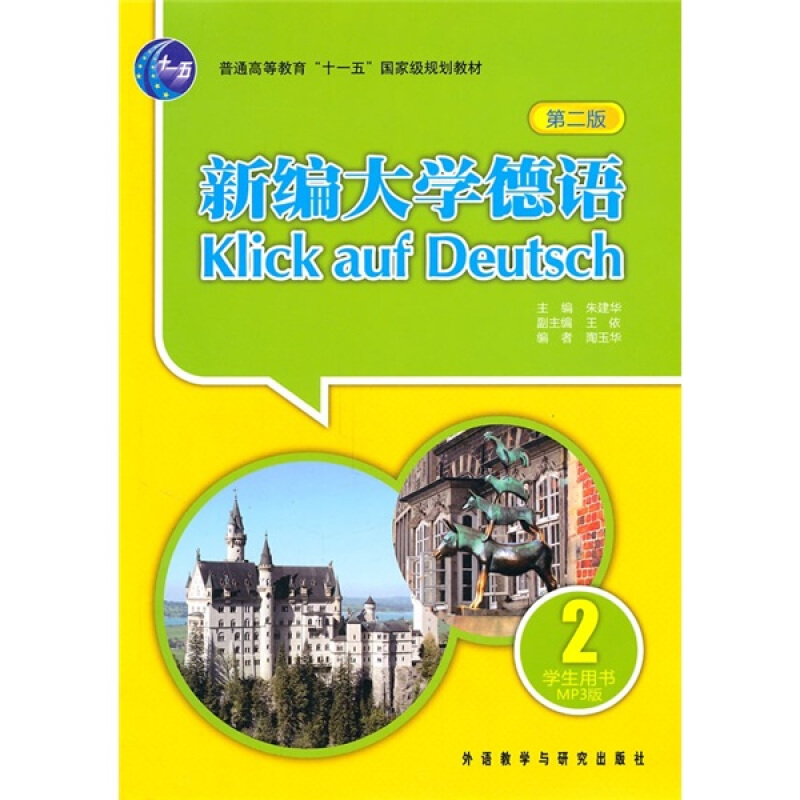 十一五
普通高等教育“十一五”国家级规划教材
第二版
新编大学德语
Klick auf Deutsch
主 编 朱建华
副主编 王 依
编 者 陶玉华
2
学生用书
MP3版
外语教学与研究出版社